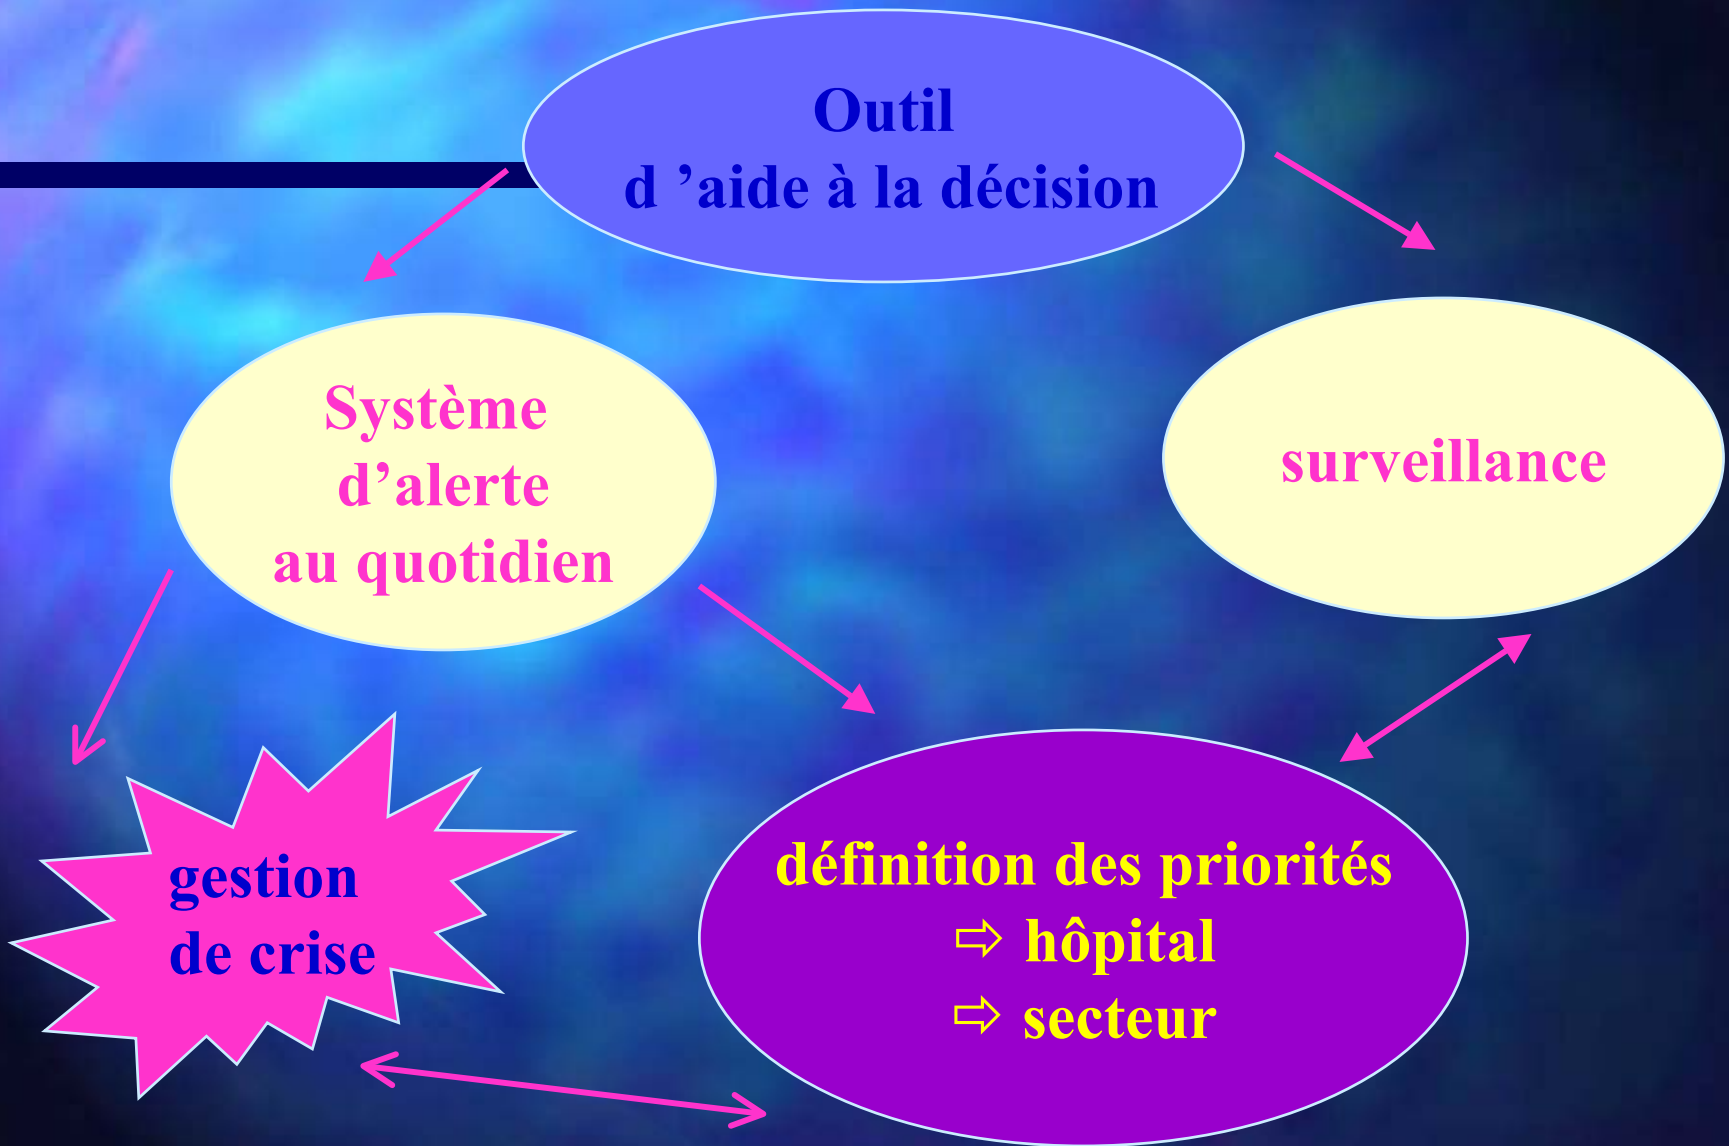 Outil
d ’aide à la décision
Système
d’alerte
au quotidien
surveillance
gestion
de crise
définition des priorités
⇨ hôpital
⇨ secteur